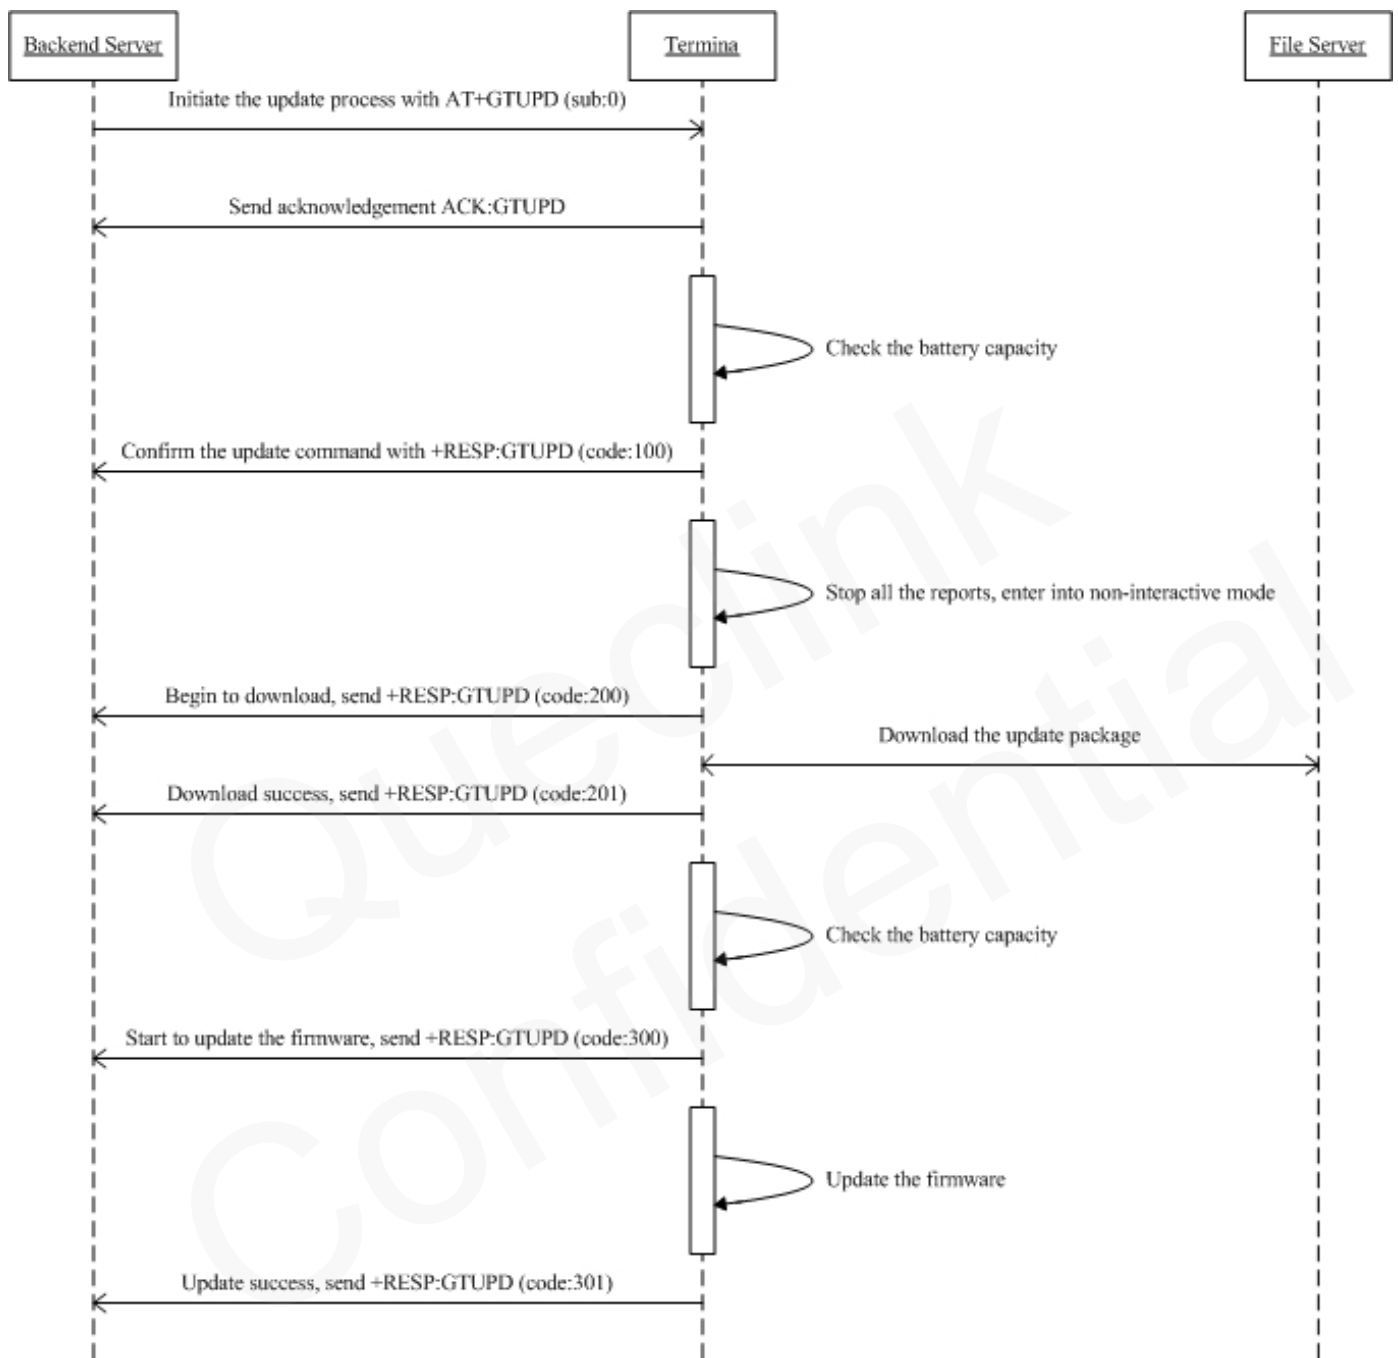 Backend Server
Termina
File Server
Initiate the update process with AT+GTUPD (sub:0)
Send acknowledgement ACK:GTUPD
Check the battery capacity
Confirm the update command with +RESP:GTUPD (code:100)
Stop all the reports, enter into non-interactive mode
Begin to download, send +RESP:GTUPD (code:200)
Download the update package
Download success, send +RESP:GTUPD (code:201)
Check the battery capacity
Start to update the firmware, send +RESP:GTUPD (code:300)
Update the firmware
Update success, send +RESP:GTUPD (code:301)
Queclink
Confidential